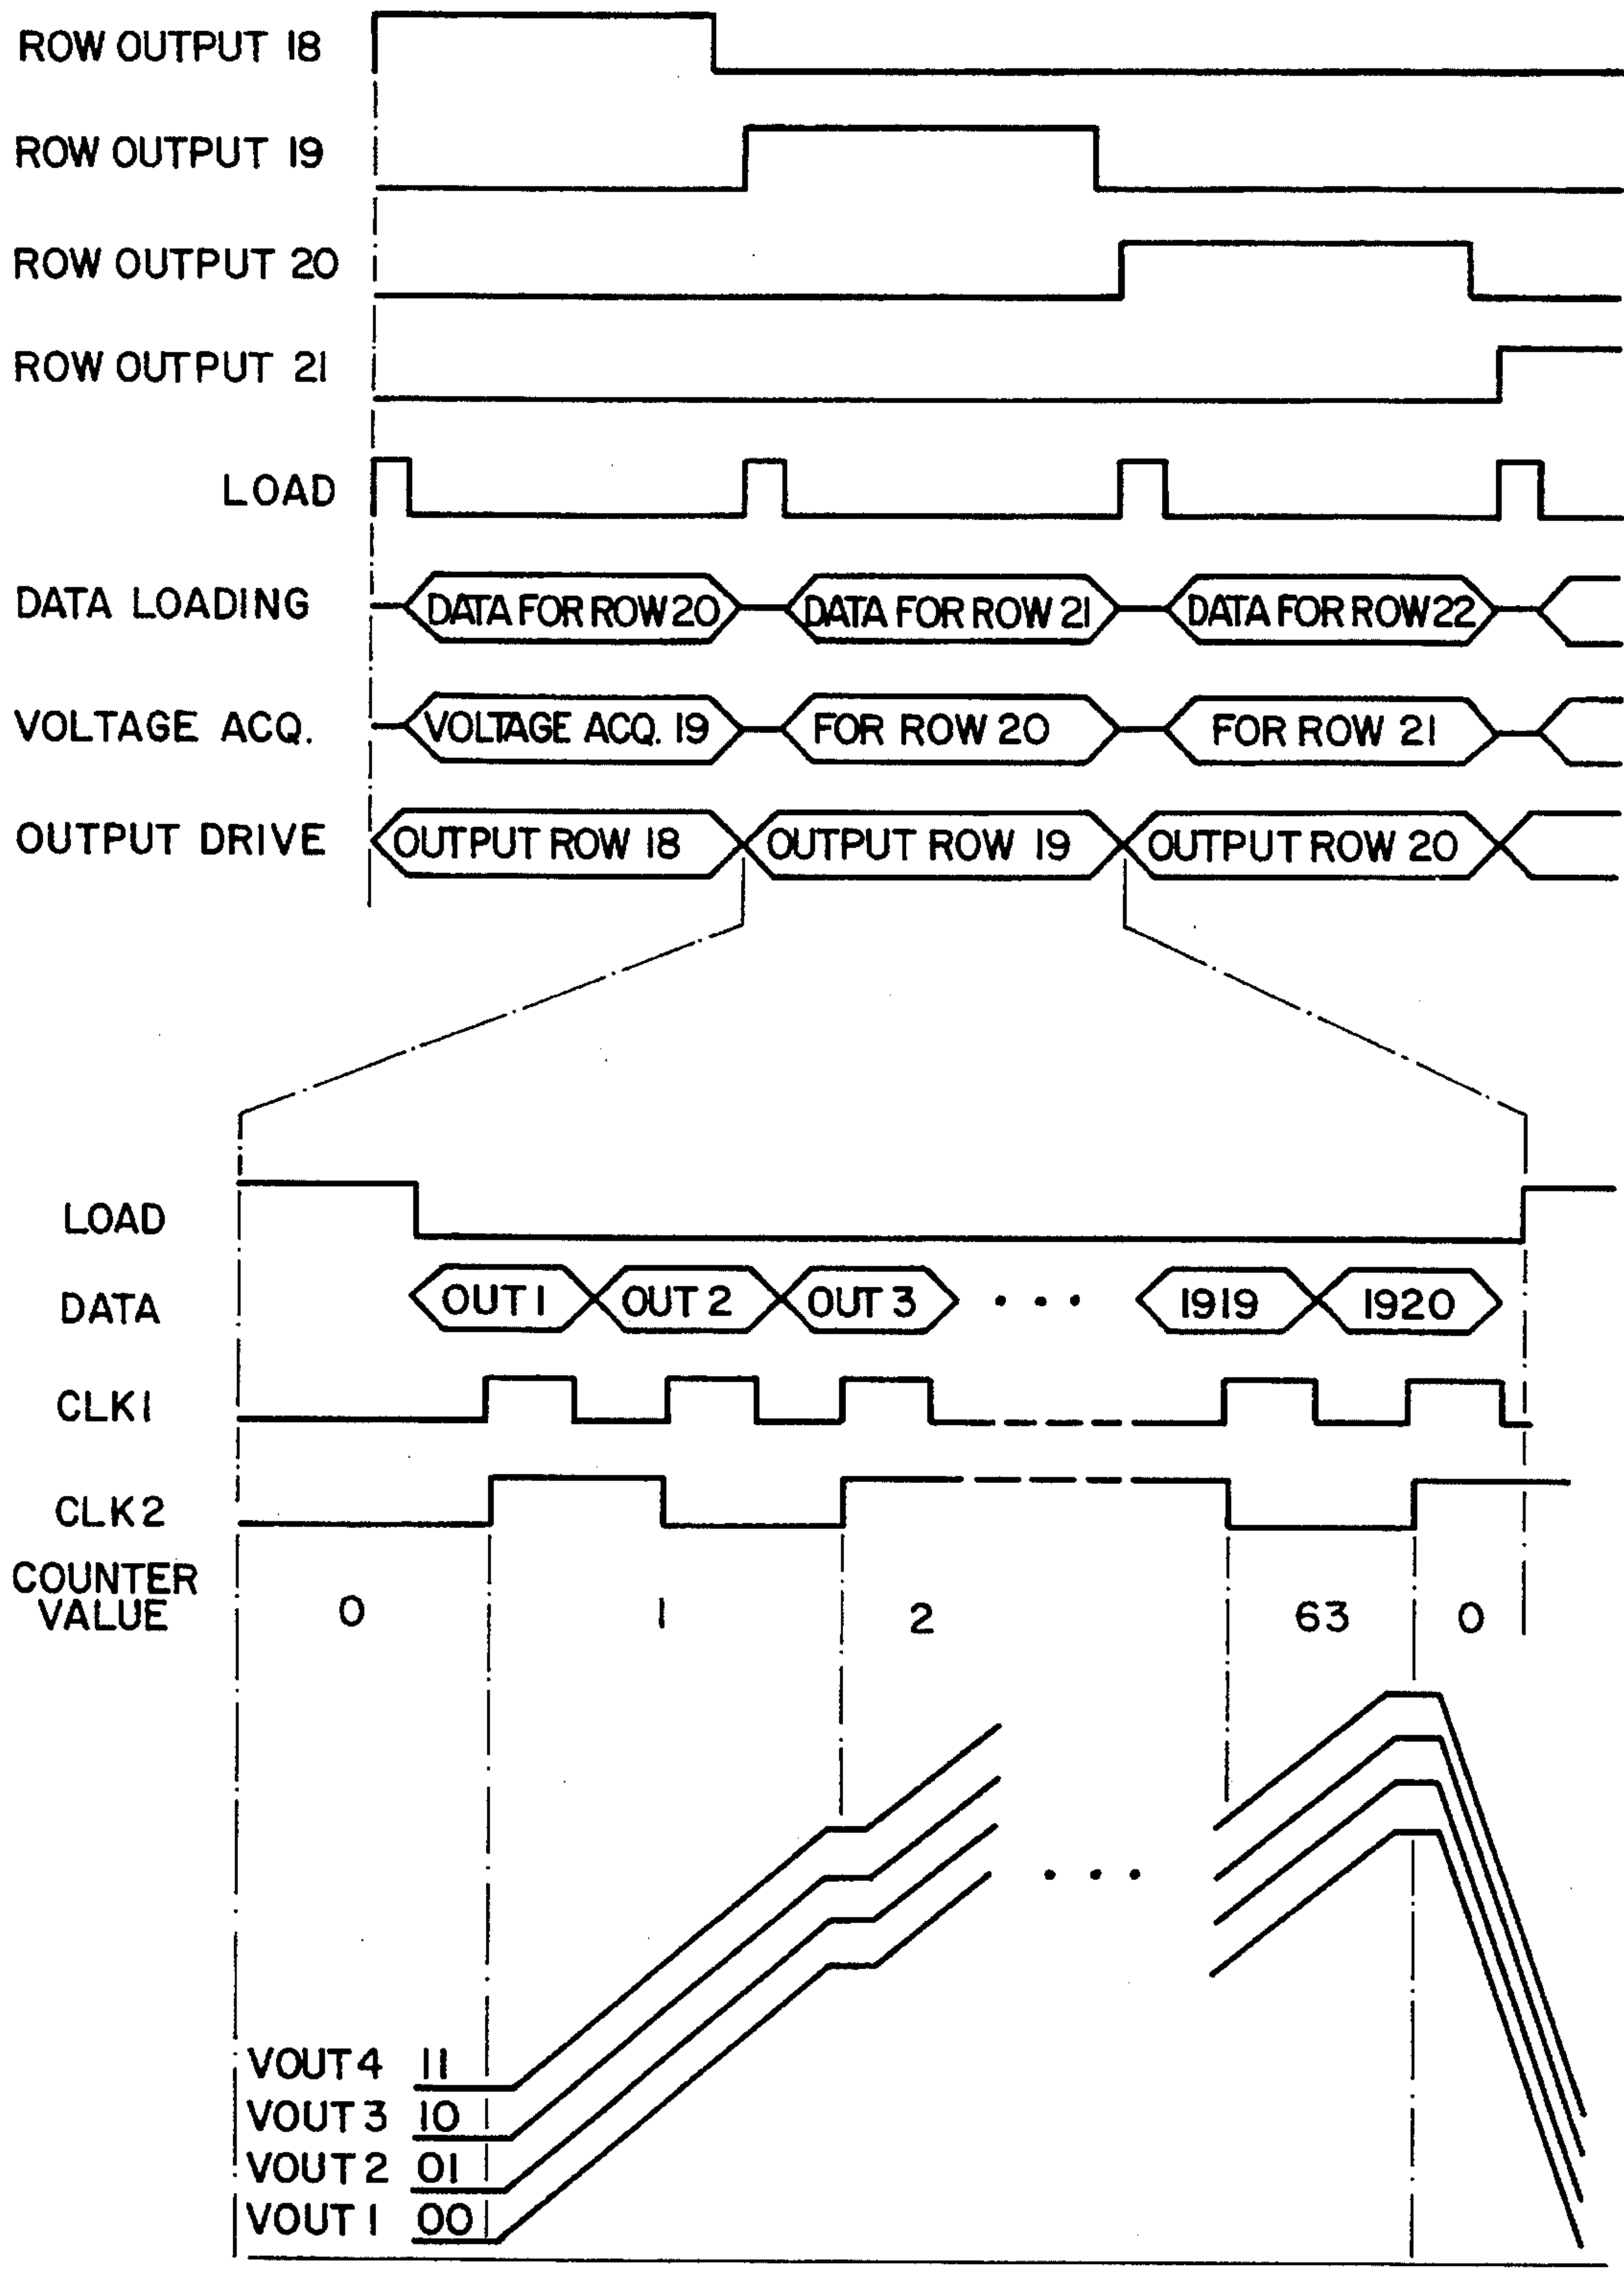 ROW OUTPUT 18
ROW OUTPUT 19
ROW OUTPUT 20
ROW OUTPUT 21
LOAD
DATA LOADING DATA FOR ROW 20 DATA FOR ROW 21 DATA FOR ROW 22
VOLTAGE ACQ. VOLTAGE ACQ. 19 FOR ROW 20 FOR ROW 21
OUTPUT DRIVE OUTPUT ROW 18 OUTPUT ROW 19 OUTPUT ROW 20
LOAD
DATA OUT 1 OUT 2 OUT 3 • • • 1919 1920
CLK1
CLK2
COUNTER
VALUE 0 1 2 63 0
• • •
VOUT 4 11
VOUT 3 10
VOUT 2 01
VOUT 1 00